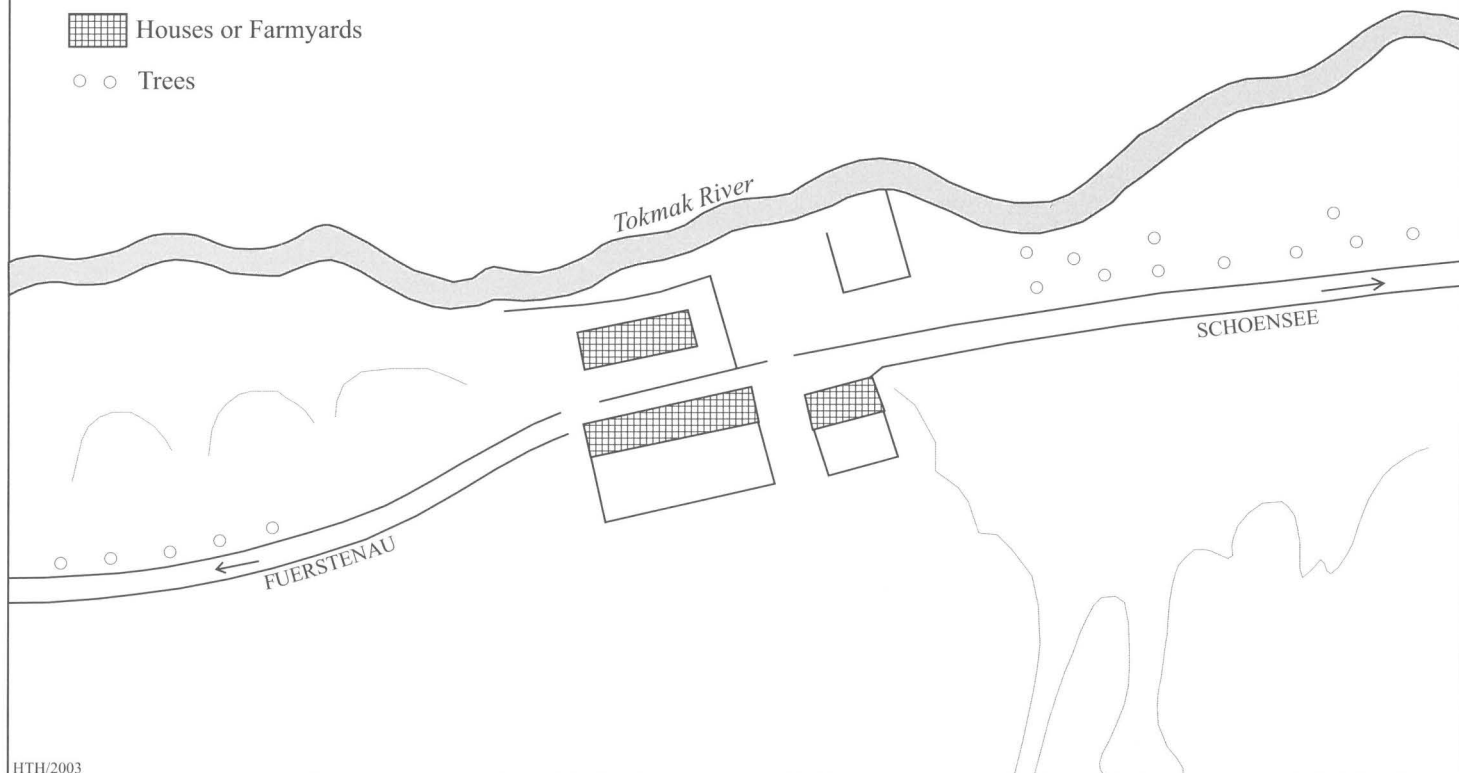 Houses or Farmyards
Trees
Tokmak River
SCHOENSEE
FUERSTENAU
HTH/2003